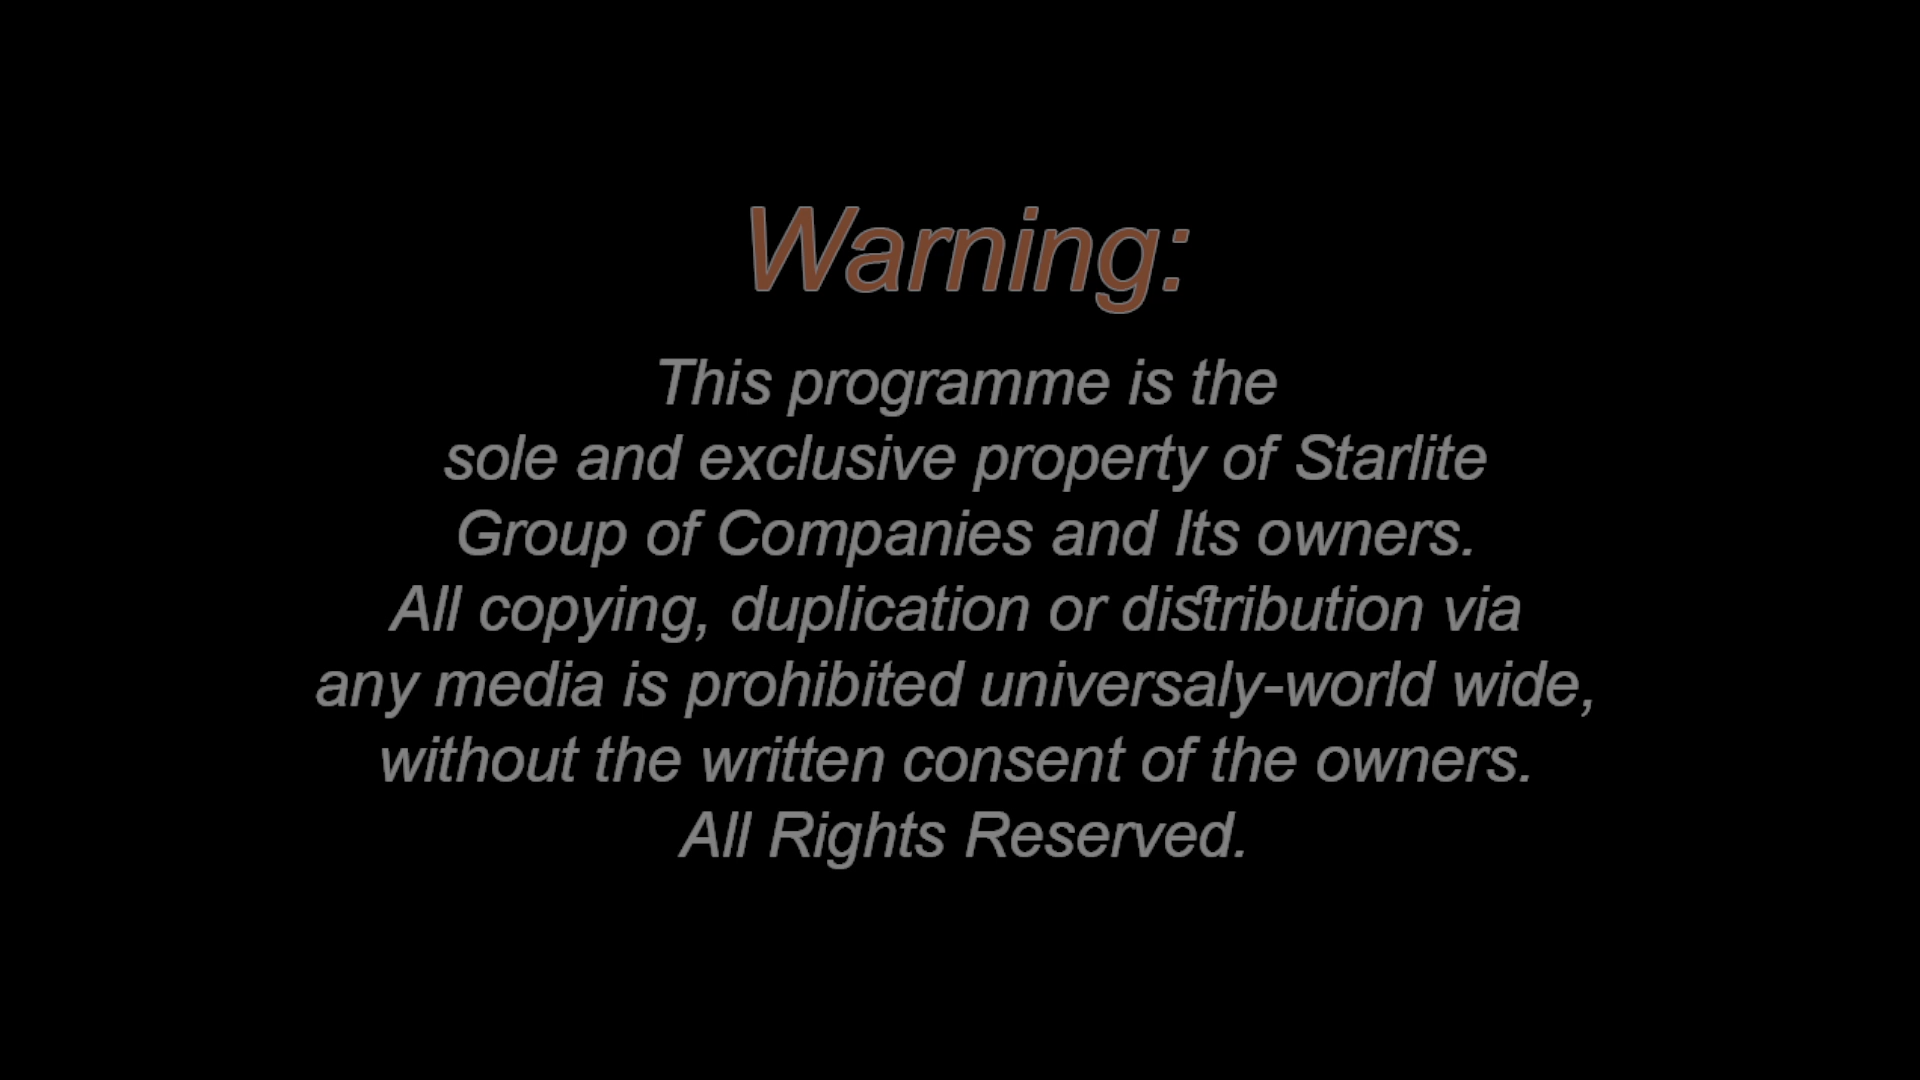 Warning:
This programme is the
sole and exclusive property of Starlite
Group of Companies and Its owners.
All copying, duplication or distribution via
any media is prohibited universaly-world wide,
without the written consent of the owners.
All Rights Reserved.